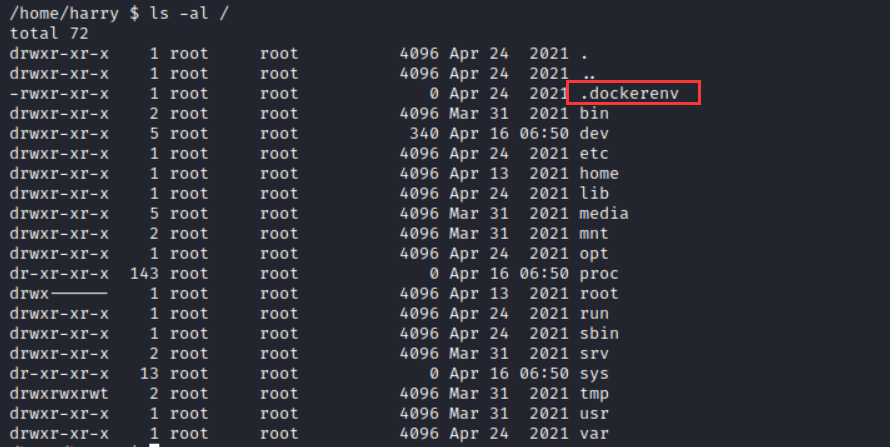 /home/harry $ ls -al /
total 72
drwxr-xr-x    1 root     root          4096 Apr 24  2021 .
drwxr-xr-x    1 root     root          4096 Apr 24  2021 ..
-rwxr-xr-x    1 root     root             0 Apr 24  2021 .dockerenv
drwxr-xr-x    2 root     root          4096 Mar 31  2021 bin
drwxr-xr-x    5 root     root           340 Apr 16 06:50 dev
drwxr-xr-x    1 root     root          4096 Apr 24  2021 etc
drwxr-xr-x    1 root     root          4096 Apr 13  2021 home
drwxr-xr-x    1 root     root          4096 Apr 24  2021 lib
drwxr-xr-x    5 root     root          4096 Mar 31  2021 media
drwxr-xr-x    2 root     root          4096 Mar 31  2021 mnt
drwxr-xr-x    1 root     root          4096 Apr 24  2021 opt
dr-xr-xr-x  143 root     root             0 Apr 16 06:50 proc
drwx------    1 root     root          4096 Apr 13  2021 root
drwxr-xr-x    1 root     root          4096 Apr 24  2021 run
drwxr-xr-x    1 root     root          4096 Apr 24  2021 sbin
drwxr-xr-x    2 root     root          4096 Mar 31  2021 srv
dr-xr-xr-x   13 root     root             0 Apr 16 06:50 sys
drwxrwxrwt    2 root     root          4096 Mar 31  2021 tmp
drwxr-xr-x    1 root     root          4096 Mar 31  2021 usr
drwxr-xr-x    1 root     root          4096 Apr 24  2021 var